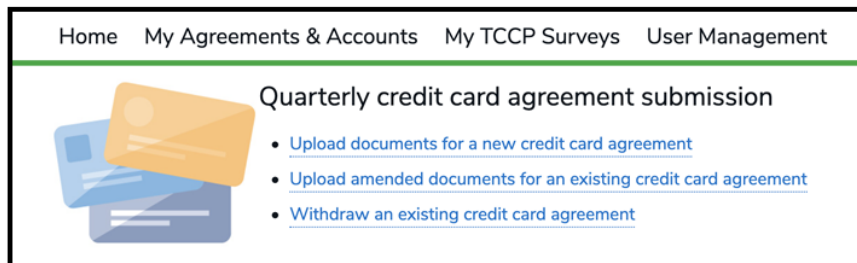 Home My Agreements & Accounts My TCCP Surveys User Management
Quarterly credit card agreement submission
• Upload documents for a new credit card agreement
• Upload amended documents for an existing credit card agreement
• Withdraw an existing credit card agreement